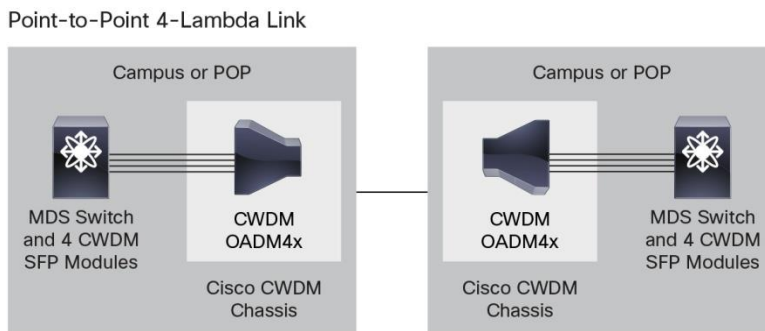 Point-to-Point 4-Lambda Link
Campus or POP
MDS Switch
and 4 CWDM
SFP Modules
CWDM
OADM4x
Cisco CWDM
Chassis
Campus or POP
CWDM
OADM4x
MDS Switch
and 4 CWDM
SFP Modules
Cisco CWDM
Chassis